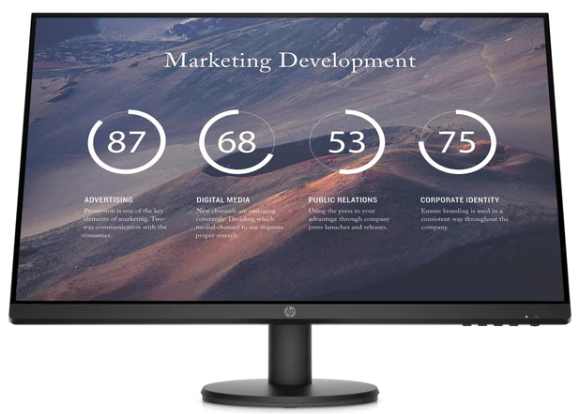 Marketing Development
87
68
53
75
ADVERTISING
Promotion is one of the key
elements of marketing. Two-
way communication with the
consumer.
DIGITAL MEDIA
New channels are emerging
constantly. Deciding which
medial channel to use requires
proper reseach.
PUBLIC RELATIONS
Using the press to your
advantage through company
press launches and releases.
CORPORATE IDENTITY
Ensure branding is used in a
consistent way throughout the
company.
hp